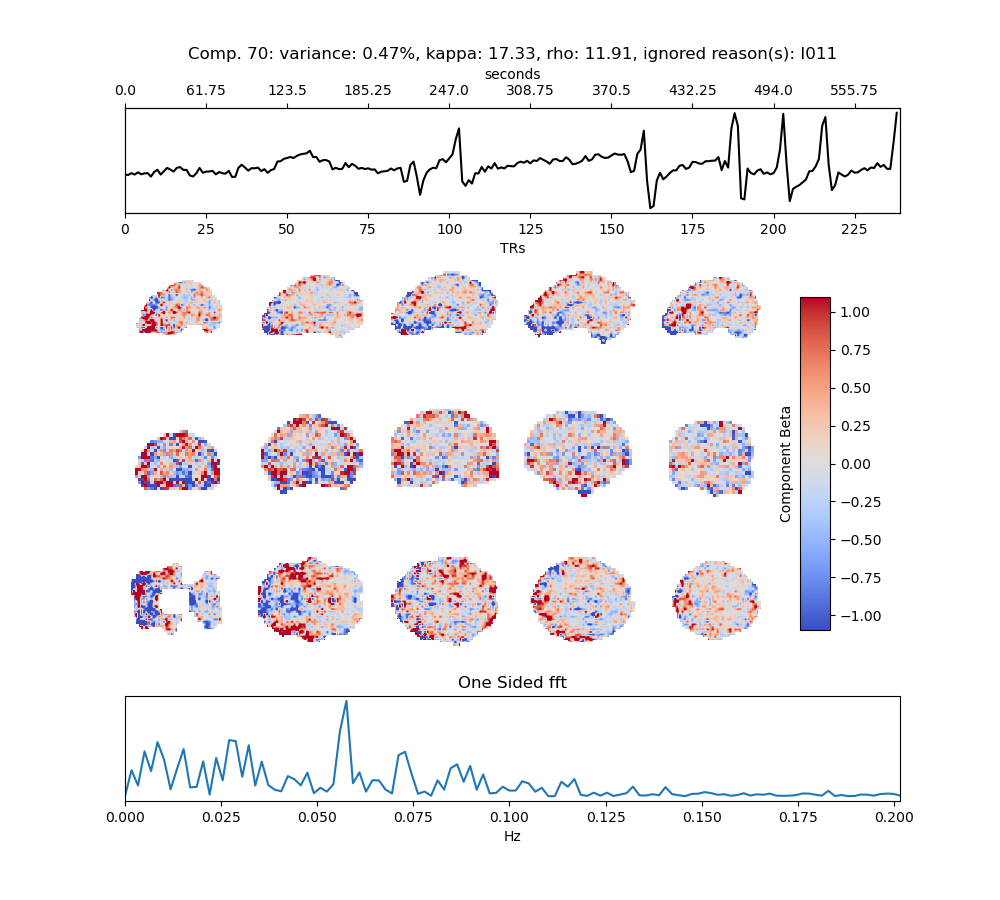 Comp. 70: variance: 0.47%, kappa: 17.33, rho: 11.91, ignored reason(s): I011
seconds
0.0 61.75 123.5 185.25 247.0 308.75 370.5 432.25 494.0 555.75
0 25 50 75 100 125 150 175 200 225
TRs
1.00
0.75
0.50
0.25
0.00
−0.25
−0.50
−0.75
−1.00
Component Beta
One Sided fft
0.000 0.025 0.050 0.075 0.100 0.125 0.150 0.175 0.200
Hz